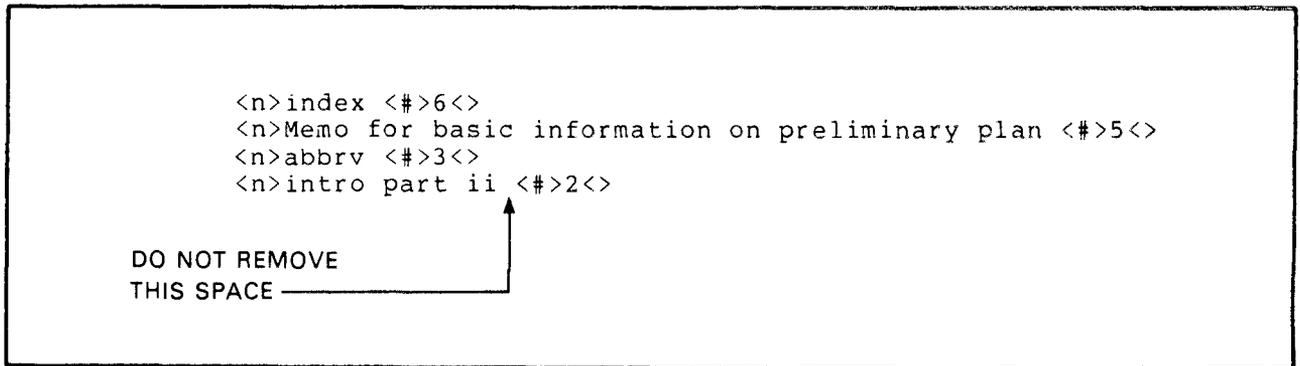 <n>index <#>6<>
<n>Memo for basic information on preliminary plan <#>5<>
<n>abbrv <#>3<>
<n>intro part ii <#>2<>
DO NOT REMOVE
THIS SPACE